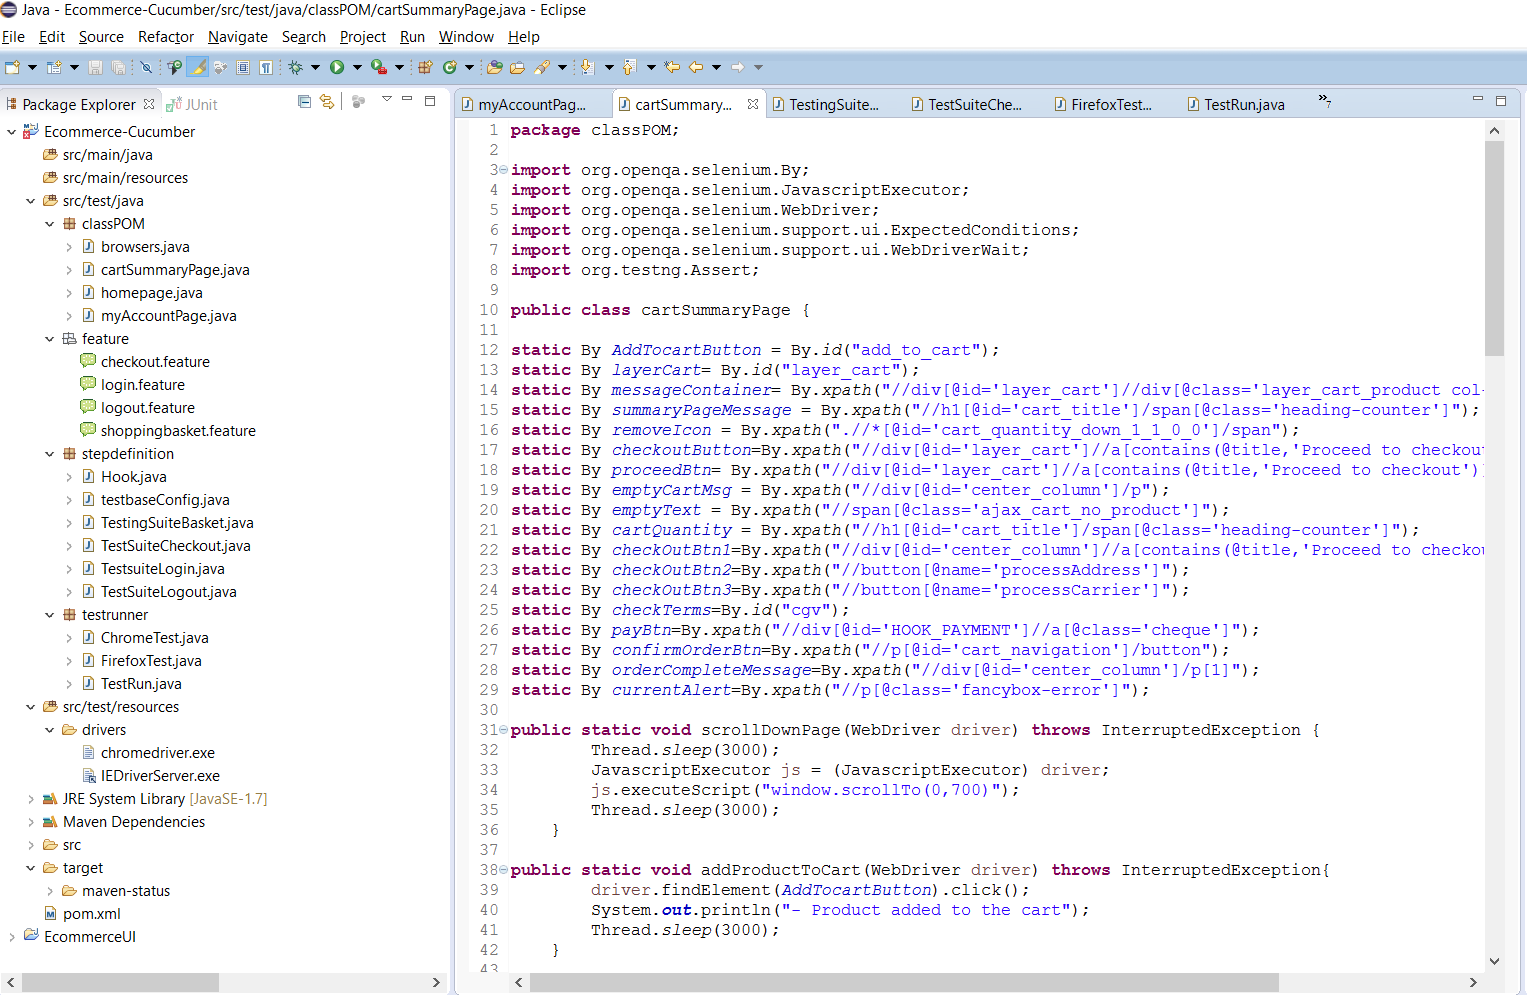 Java - Ecommerce-Cucumber/src/test/java/classPOM/cartSummaryPage.java - Eclipse
File Edit Source Refactor Navigate Search Project Run Window Help
Package Explorer JUnit
Ecommerce-Cucumber
src/main/java
src/main/resources
src/test/java
classPOM
browsers.java
cartSummaryPage.java
homepage.java
myAccountPage.java
feature
checkout.feature
login.feature
logout.feature
shoppingbasket.feature
stepdefinition
Hook.java
testbaseConfig.java
TestingSuiteBasket.java
TestSuiteCheckout.java
TestsuiteLogin.java
TestSuiteLogout.java
testrunner
ChromeTest.java
FirefoxTest.java
TestRun.java
src/test/resources
drivers
chromedriver.exe
IEDriverServer.exe
JRE System Library [JavaSE-1.7]
Maven Dependencies
src
target
maven-status
pom.xml
EcommerceUI
myAccountPag... cartSummary... TestingSuite... TestSuiteChe... FirefoxTest... TestRun.java »7
1 package classPOM;
2
3 import org.openqa.selenium.By;
4 import org.openqa.selenium.JavascriptExecutor;
5 import org.openqa.selenium.WebDriver;
6 import org.openqa.selenium.support.ui.ExpectedConditions;
7 import org.openqa.selenium.support.ui.WebDriverWait;
8 import org.testng.Assert;
9
10 public class cartSummaryPage {
11
12 static By AddTocartButton = By.id("add_to_cart");
13 static By layerCart= By.id("layer_cart");
14 static By messageContainer= By.xpath("//div[@id='layer_cart']//div[@class='layer_cart_product col-
15 static By summaryPageMessage = By.xpath("//h1[@id='cart_title']/span[@class='heading-counter']");
16 static By removeIcon = By.xpath(".//*[@id='cart_quantity_down_1_1_0_0']/span");
17 static By checkoutButton=By.xpath("//div[@id='layer_cart']//a[contains(@title,'Proceed to checkou
18 static By proceedBtn= By.xpath("//div[@id='layer_cart']//a[contains(@title,'Proceed to checkout')]
19 static By emptyCartMsg = By.xpath("//div[@id='center_column']/p");
20 static By emptyText = By.xpath("//span[@class='ajax_cart_no_product']");
21 static By cartQuantity = By.xpath("//h1[@id='cart_title']/span[@class='heading-counter']");
22 static By checkOutBtn1=By.xpath("//div[@id='center_column']//a[contains(@title,'Proceed to checkou
23 static By checkOutBtn2=By.xpath("//button[@name='processAddress']");
24 static By checkOutBtn3=By.xpath("//button[@name='processCarrier']");
25 static By checkTerms=By.id("cgv");
26 static By payBtn=By.xpath("//div[@id='HOOK_PAYMENT']//a[@class='cheque']");
27 static By confirmOrderBtn=By.xpath("//p[@id='cart_navigation']/button");
28 static By orderCompleteMessage=By.xpath("//div[@id='center_column']/p[1]");
29 static By currentAlert=By.xpath("//p[@class='fancybox-error']");
30
31 public static void scrollDownPage(WebDriver driver) throws InterruptedException {
32 Thread.sleep(3000);
33 JavascriptExecutor js = (JavascriptExecutor) driver;
34 js.executeScript("window.scrollTo(0,700)");
35 Thread.sleep(3000);
36 }
37
38 public static void addProductToCart(WebDriver driver) throws InterruptedException{
39 driver.findElement(AddTocartButton).click();
40 System.out.println("- Product added to the cart");
41 Thread.sleep(3000);
42 }
43